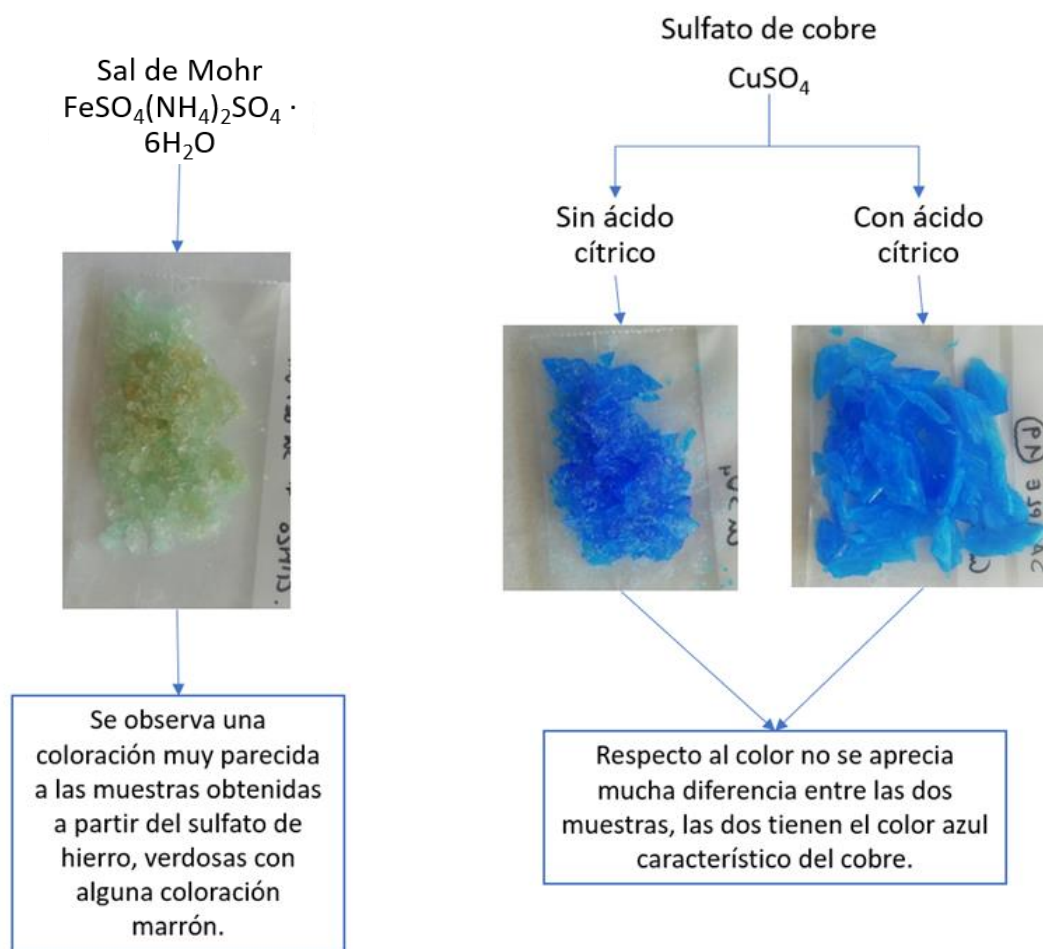 Sal de Mohr
FeSO₄(NH₄)₂SO₄ ·
6H₂O
Se observa una
coloración muy parecida
a las muestras obtenidas
a partir del sulfato de
hierro, verdosas con
alguna coloración
marrón.
Sulfato de cobre
CuSO₄
Sin ácido
cítrico
Con ácido
cítrico
Respecto al color no se aprecia
mucha diferencia entre las dos
muestras, las dos tienen el color azul
característico del cobre.